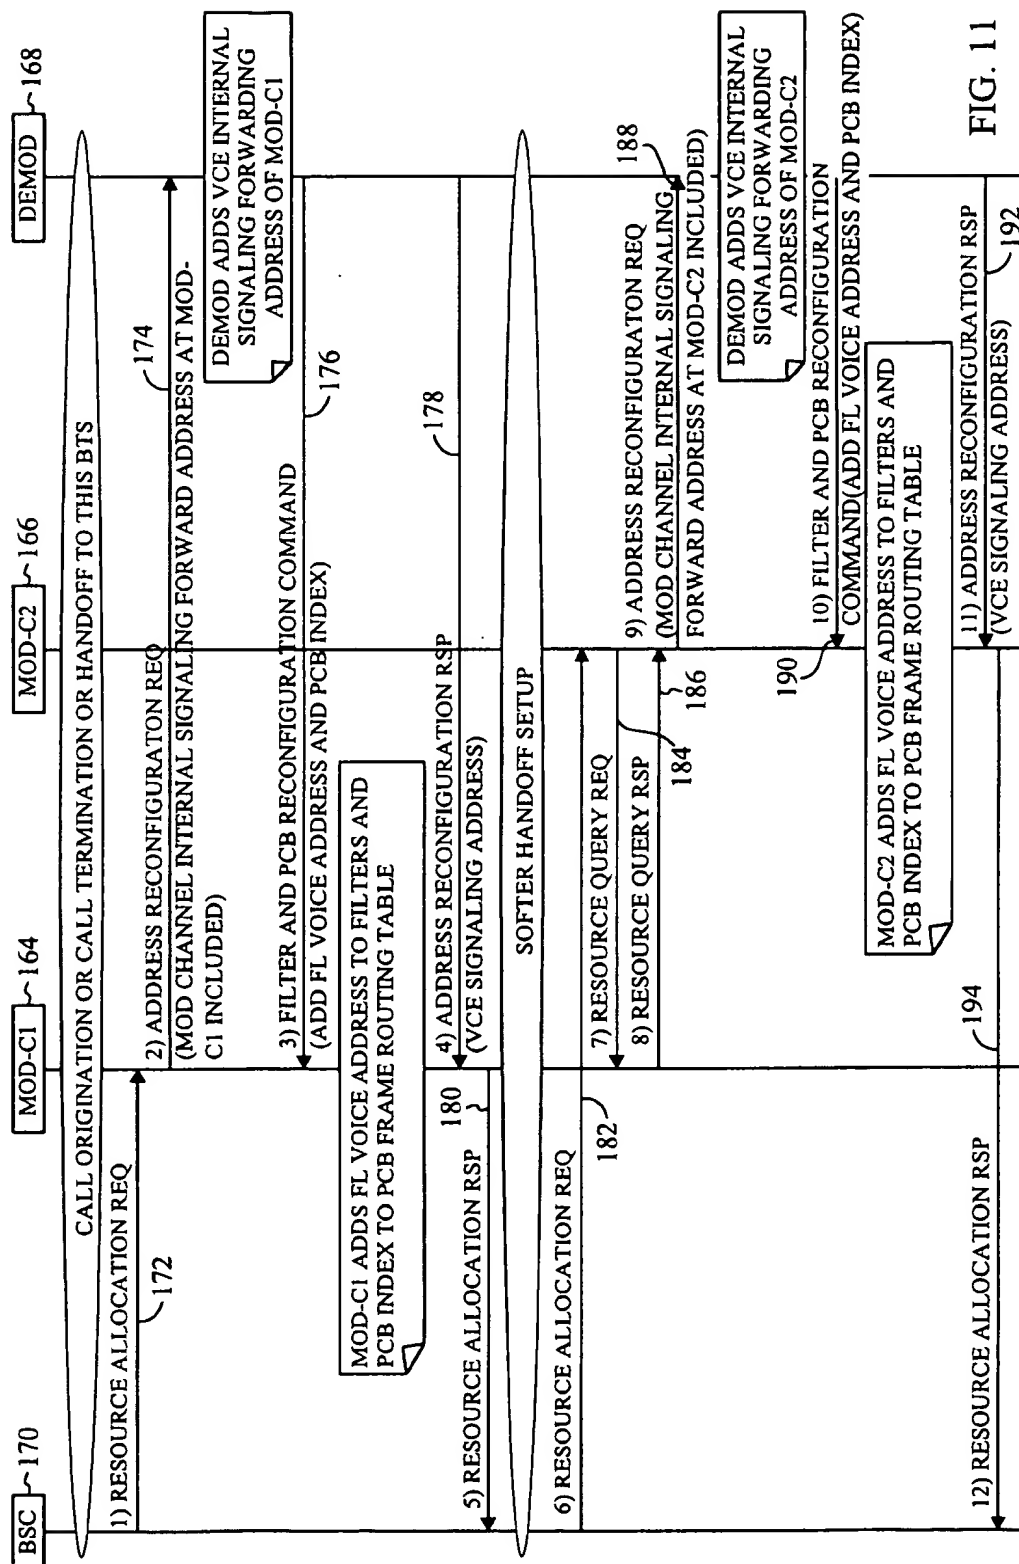 BSC 170
MOD-C1 164
MOD-C2 166
DEMOD 168
CALL ORIGINATION OR CALL TERMINATION OR HANDOFF TO THIS BTS
1) RESOURCE ALLOCATION REQ
172
2) ADDRESS RECONFIGURATON REQ
(MOD CHANNEL INTERNAL SIGNALING FORWARD ADDRESS AT MOD-
C1 INCLUDED)
174
DEMOD ADDS VCE INTERNAL
SIGNALING FORWARDING
ADDRESS OF MOD-C1
3) FILTER AND PCB RECONFIGURATION COMMAND
(ADD FL VOICE ADDRESS AND PCB INDEX)
176
MOD-C1 ADDS FL VOICE ADDRESS TO FILTERS AND
PCB INDEX TO PCB FRAME ROUTING TABLE
4) ADDRESS RECONFIGURATION RSP
(VCE SIGNALING ADDRESS)
178
5) RESOURCE ALLOCATION RSP
180
SOFTER HANDOFF SETUP
6) RESOURCE ALLOCATION REQ
182
7) RESOURCE QUERY REQ
184
8) RESOURCE QUERY RSP
186
9) ADDRESS RECONFIGURATON REQ
(MOD CHANNEL INTERNAL SIGNALING
FORWARD ADDRESS AT MOD-C2 INCLUDED)
188
DEMOD ADDS VCE INTERNAL
SIGNALING FORWARDING
ADDRESS OF MOD-C2
10) FILTER AND PCB RECONFIGURATION
COMMAND(ADD FL VOICE ADDRESS AND PCB INDEX)
190
MOD-C2 ADDS FL VOICE ADDRESS TO FILTERS AND
PCB INDEX TO PCB FRAME ROUTING TABLE
11) ADDRESS RECONFIGURATION RSP
(VCE SIGNALING ADDRESS)
192
12) RESOURCE ALLOCATION RSP
194
FIG. 11